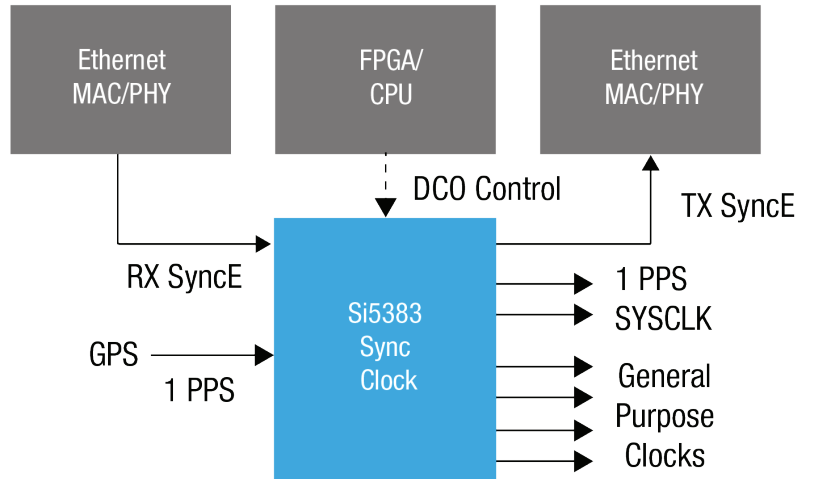 Ethernet
MAC/PHY
FPGA/
CPU
Ethernet
MAC/PHY
DCO Control
TX SyncE
RX SyncE
1 PPS
SYSCLK
Si5383
Sync
Clock
GPS
1 PPS
General
Purpose
Clocks